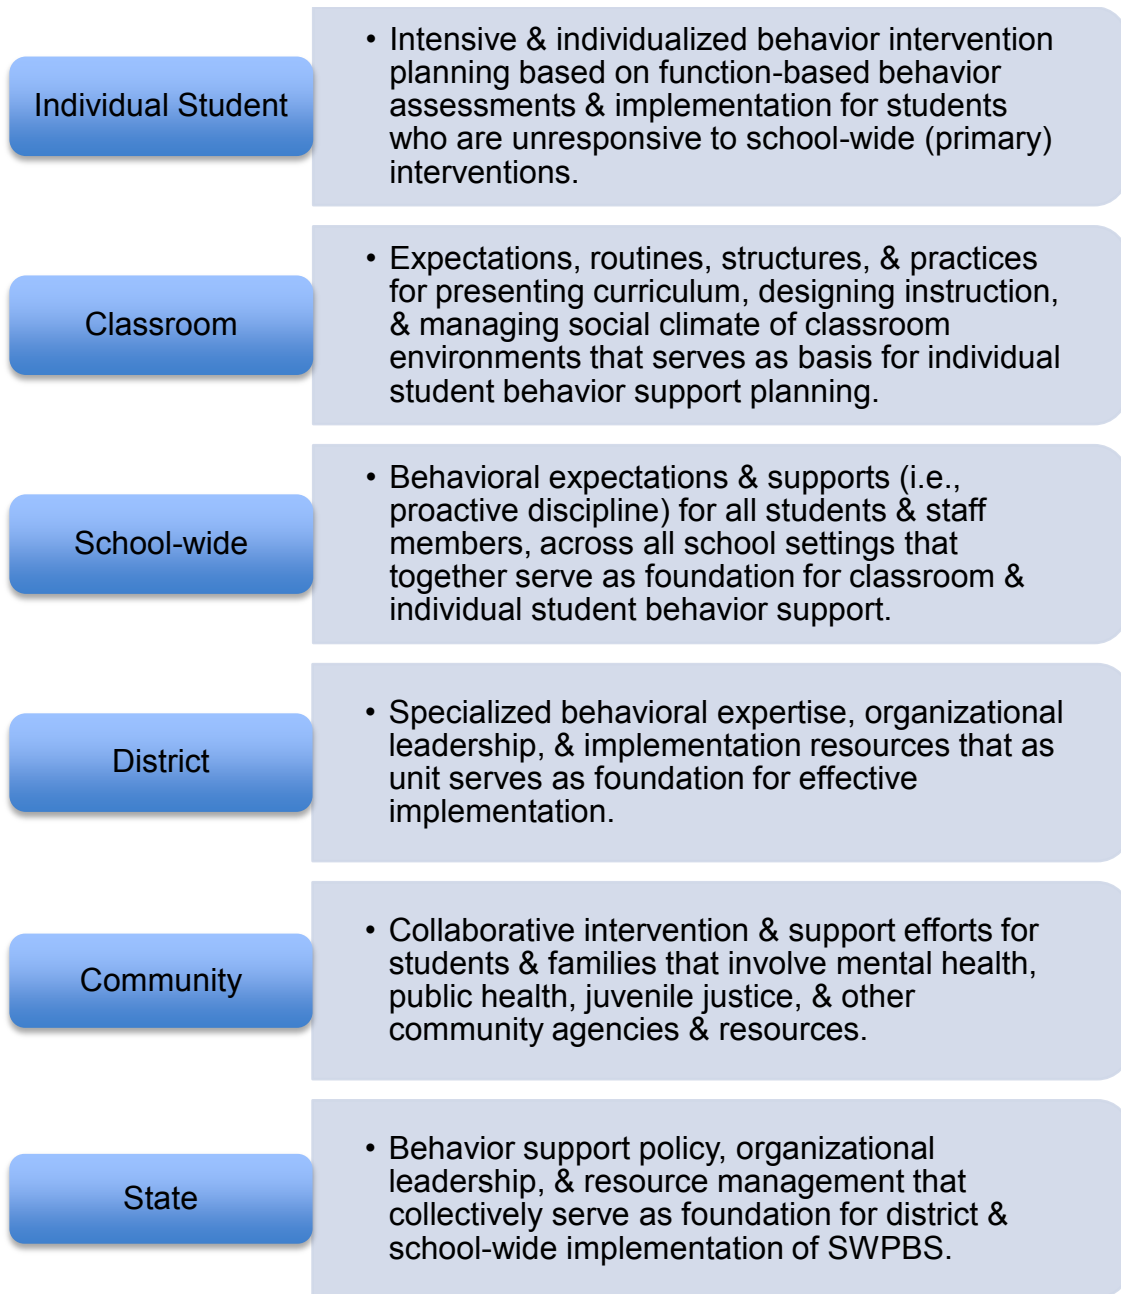 Individual Student
• Intensive & individualized behavior intervention
planning based on function-based behavior
assessments & implementation for students
who are unresponsive to school-wide (primary)
interventions.
Classroom
• Expectations, routines, structures, & practices
for presenting curriculum, designing instruction,
& managing social climate of classroom
environments that serves as basis for individual
student behavior support planning.
School-wide
• Behavioral expectations & supports (i.e.,
proactive discipline) for all students & staff
members, across all school settings that
together serve as foundation for classroom &
individual student behavior support.
District
• Specialized behavioral expertise, organizational
leadership, & implementation resources that as
unit serves as foundation for effective
implementation.
Community
• Collaborative intervention & support efforts for
students & families that involve mental health,
public health, juvenile justice, & other
community agencies & resources.
State
• Behavior support policy, organizational
leadership, & resource management that
collectively serve as foundation for district &
school-wide implementation of SWPBS.